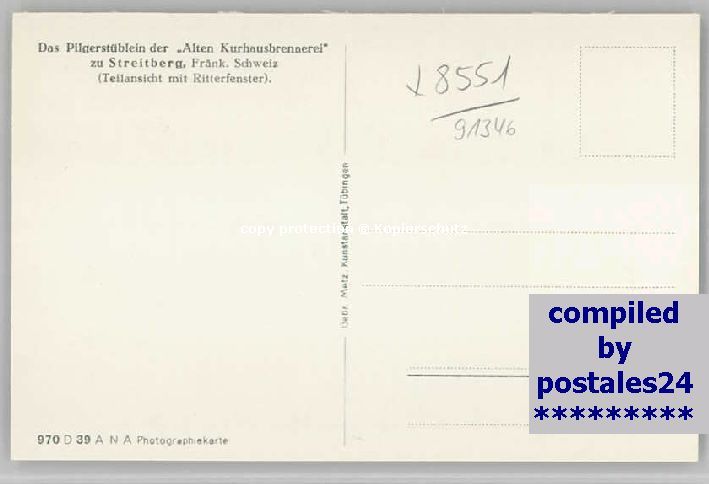 Das Pilgerstüblein der „Alten Kurhausbrennerei"
zu Streitberg, Fränk. Schweiz
(Teilansicht mit Ritterfenster).
8551
91346
Gebr. Metz, Kunstanstalt, Tübingen
copy protection @ Kopierschutz
compiled
by
postales24
*********
970 D 39 A N A Photographiekarte